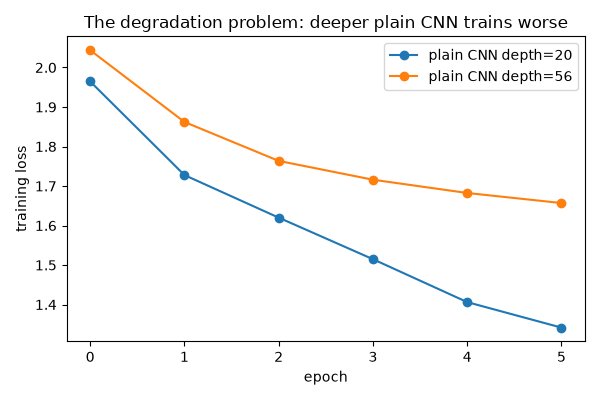 The degradation problem: deeper plain CNN trains worse
plain CNN depth=20
plain CNN depth=56
training loss
2.0
1.9
1.8
1.7
1.6
1.5
1.4
0 1 2 3 4 5
epoch